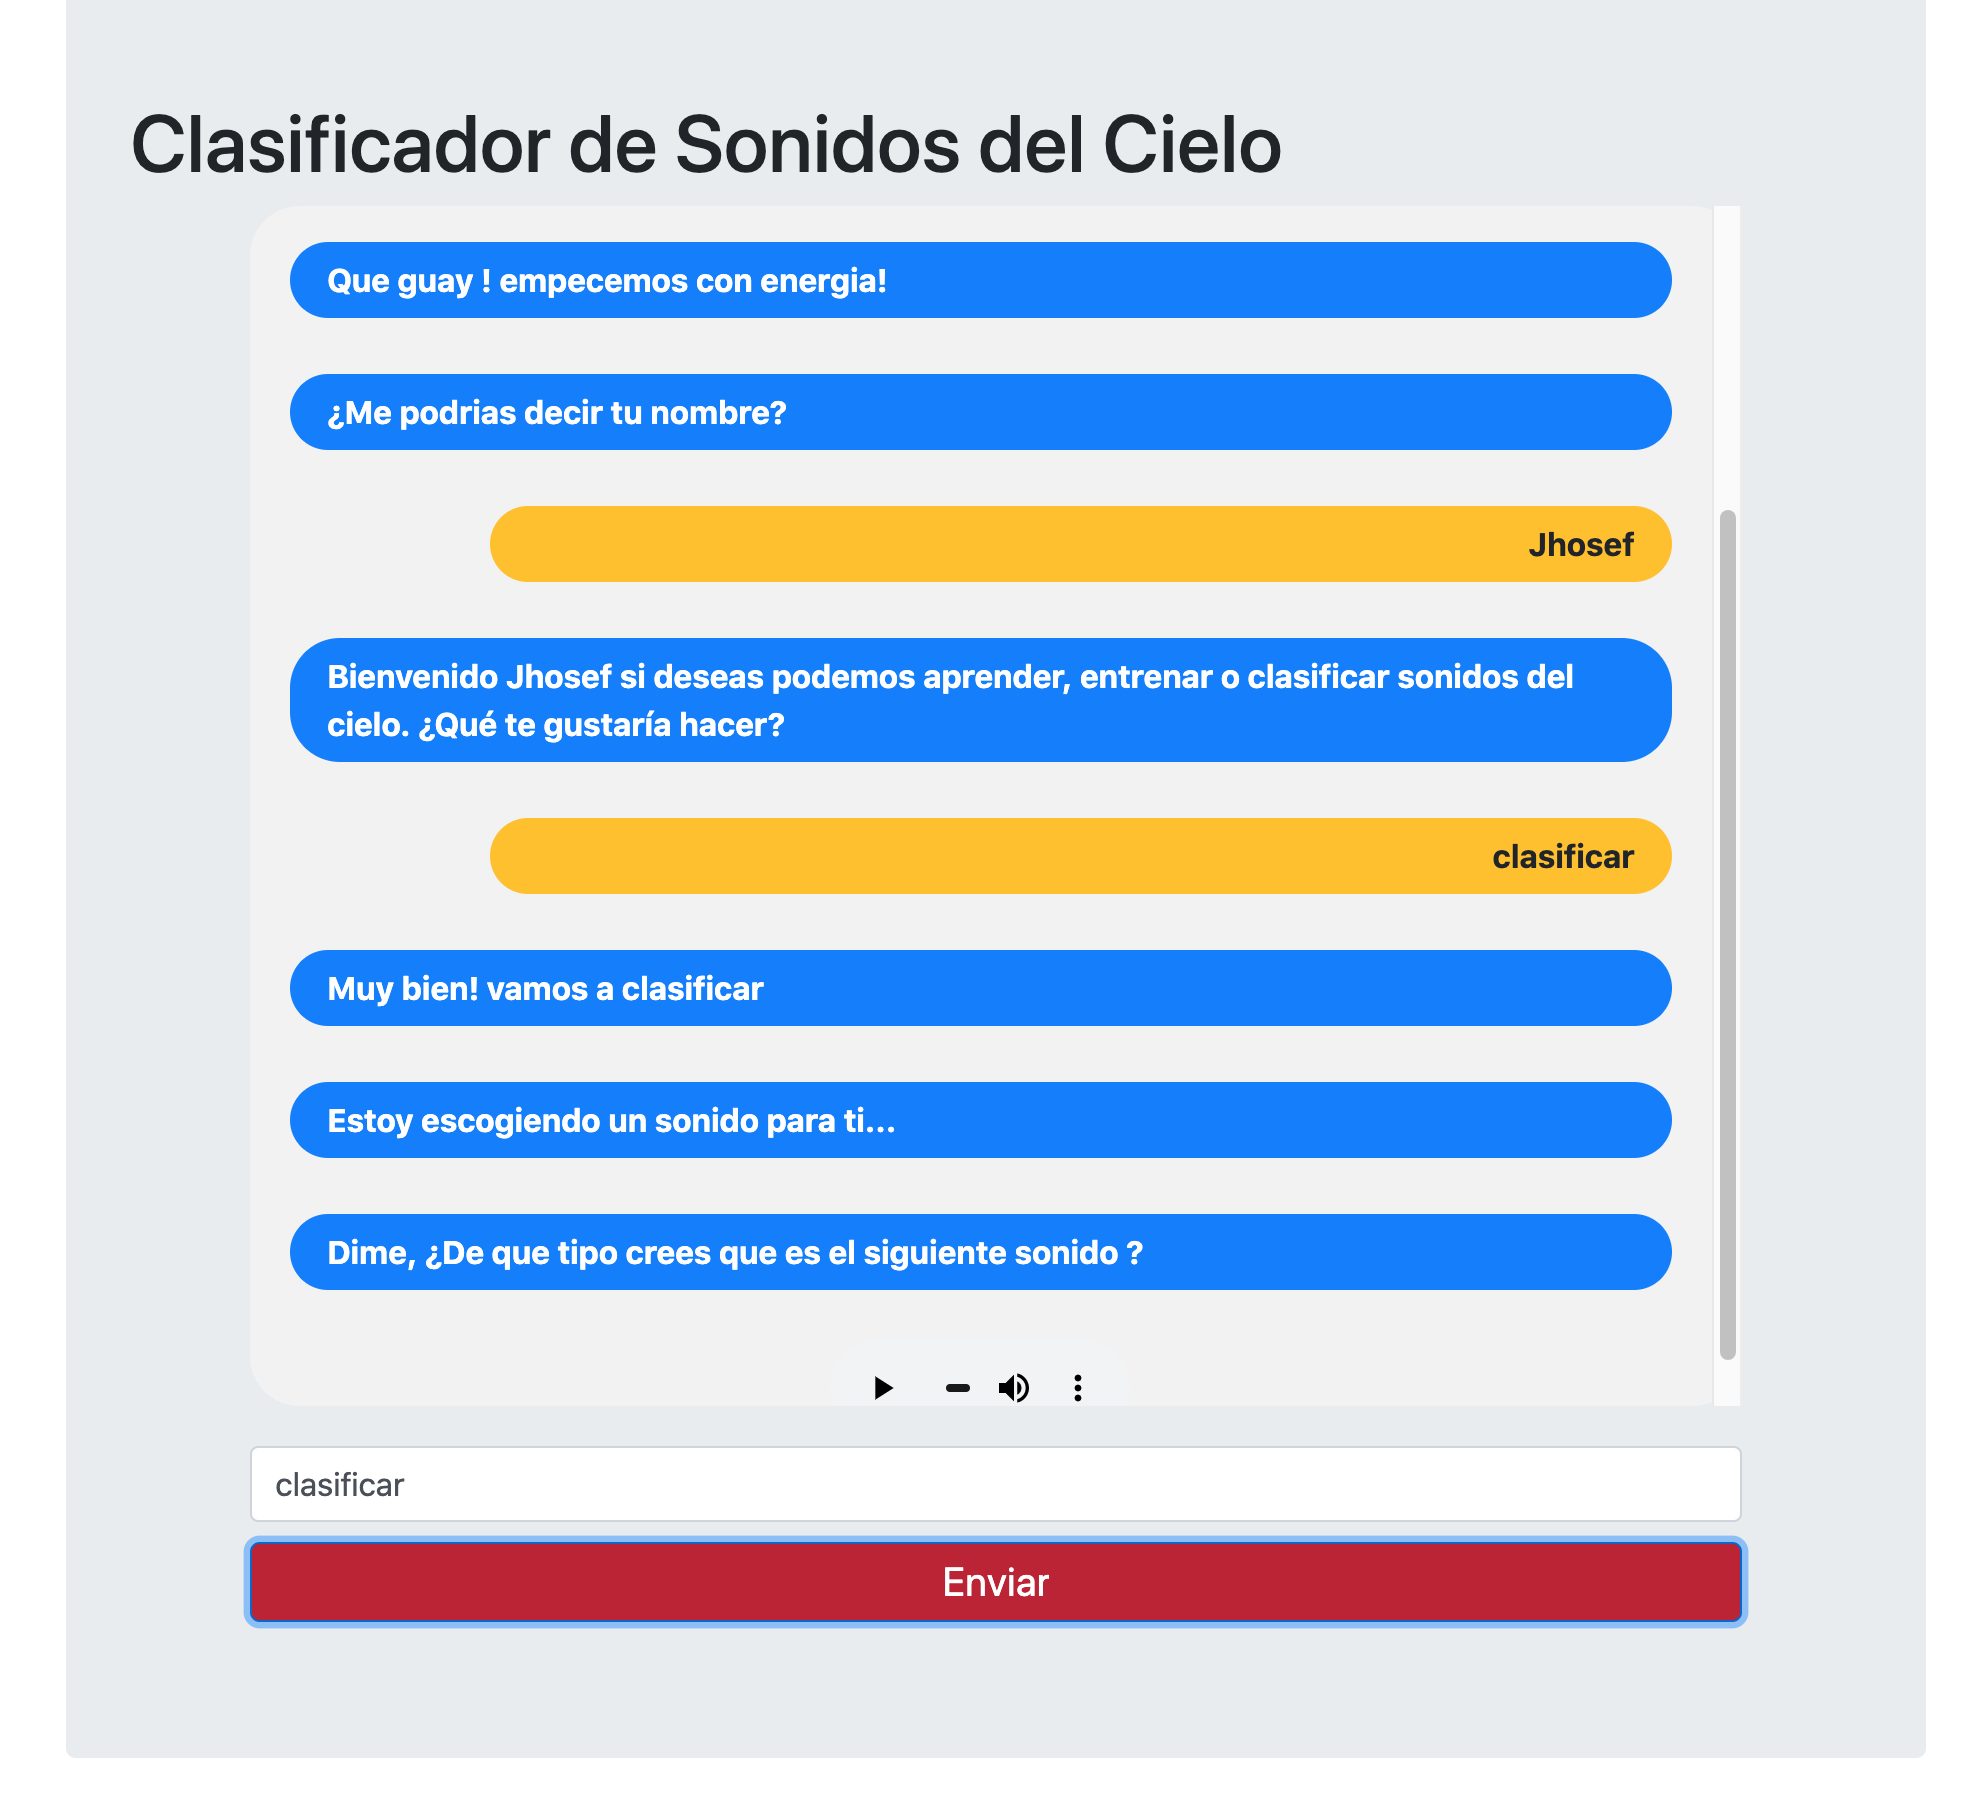 Clasificador de Sonidos del Cielo
Que guay ! empecemos con energia!
¿Me podrias decir tu nombre?
Jhosef
Bienvenido Jhosef si deseas podemos aprender, entrenar o clasificar sonidos del
cielo. ¿Qué te gustaría hacer?
clasificar
Muy bien! vamos a clasificar
Estoy escogiendo un sonido para ti...
Dime, ¿De que tipo crees que es el siguiente sonido ?
clasificar
Enviar